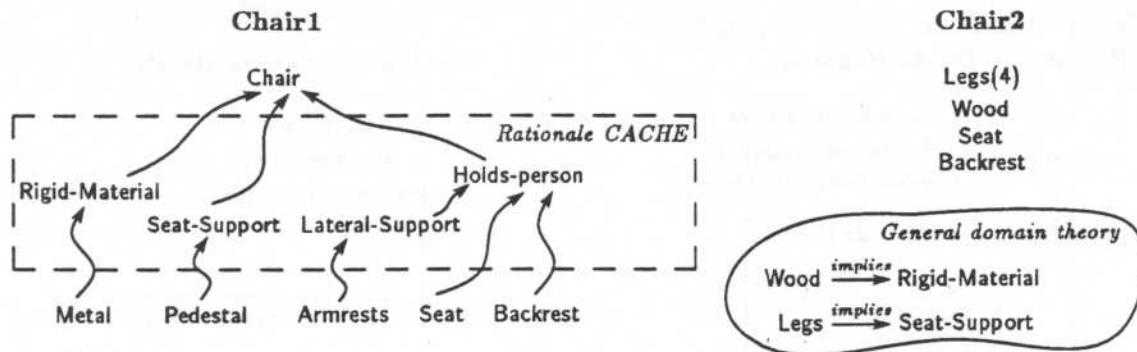 Chair1
Chair
Rationale CACHE
Rigid-Material
Seat-Support
Lateral-Support
Holds-person
Metal
Pedestal
Armrests
Seat
Backrest
Chair2
Legs(4)
Wood
Seat
Backrest
General domain theory
Wood implies Rigid-Material
Legs implies Seat-Support